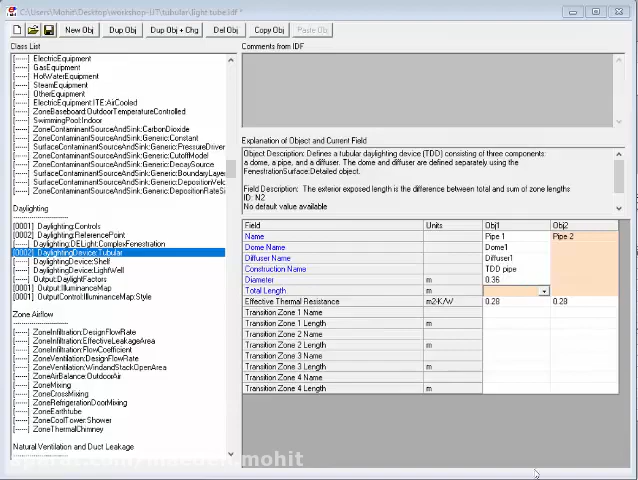 C:\Users\Mohit\Desktop\workshop-IJT\tubular\light tube.idf *
New Obj
Dup Obj
Dup Obj + Chg
Del Obj
Copy Obj
Paste Obj
Class List
Comments from IDF
[------] ElectricEquipment
[------] GasEquipment
[------] HotWaterEquipment
[------] SteamEquipment
[------] OtherEquipment
[------] ElectricEquipment:ITE:AirCooled
[------] ZoneBaseboard:OutdoorTemperatureControlled
[------] SwimmingPool:Indoor
[------] ZoneContaminantSourceAndSink:CarbonDioxide
[------] ZoneContaminantSourceAndSink:Generic:Constant
[------] SurfaceContaminantSourceAndSink:Generic:PressureDriver
[------] ZoneContaminantSourceAndSink:Generic:CutoffModel
[------] ZoneContaminantSourceAndSink:Generic:DecaySource
[------] SurfaceContaminantSourceAndSink:Generic:BoundaryLayer
[------] ZoneContaminantSourceAndSink:Generic:DepositionVelo
[------] ZoneContaminantSourceAndSink:Generic:DepositionRateSi
Daylighting
[0001] Daylighting:Controls
[0002] Daylighting:ReferencePoint
[------] Daylighting:DELight:ComplexFenestration
[0002] DaylightingDevice:Tubular
[------] DaylightingDevice:Shelf
[------] DaylightingDevice:LightWell
[------] Output:DaylightFactors
[0001] Output:IlluminanceMap
[0001] OutputControl:IlluminanceMap:Style
Zone Airflow
[------] ZoneInfiltration:DesignFlowRate
[------] ZoneInfiltration:EffectiveLeakageArea
[------] ZoneInfiltration:FlowCoefficient
[------] ZoneVentilation:DesignFlowRate
[------] ZoneVentilation:WindandStackOpenArea
[------] ZoneAirBalance:OutdoorAir
[------] ZoneMixing
[------] ZoneCrossMixing
[------] ZoneRefrigerationDoorMixing
[------] ZoneEarthtube
[------] ZoneCoolTower:Shower
[------] ZoneThermalChimney
Natural Ventilation and Duct Leakage
Explanation of Object and Current Field
Object Description: Defines a tubular daylighting device (TDD) consisting of three components:
a dome, a pipe, and a diffuser. The dome and diffuser are defined separately using the
FenestrationSurface:Detailed object.
Field Description: The exterior exposed length is the difference between total and sum of zone lengths
ID: N2
No default value available
Field Units Obj1 Obj2
Name Pipe 1 Pipe 2
Dome Name Dome1
Diffuser Name Diffuser1
Construction Name TDD pipe
Diameter m 0.36
Total Length m
Effective Thermal Resistance m2-K/W 0.28 0.28
Transition Zone 1 Name
Transition Zone 1 Length m
Transition Zone 2 Name
Transition Zone 2 Length m
Transition Zone 3 Name
Transition Zone 3 Length m
Transition Zone 4 Name
Transition Zone 4 Length m